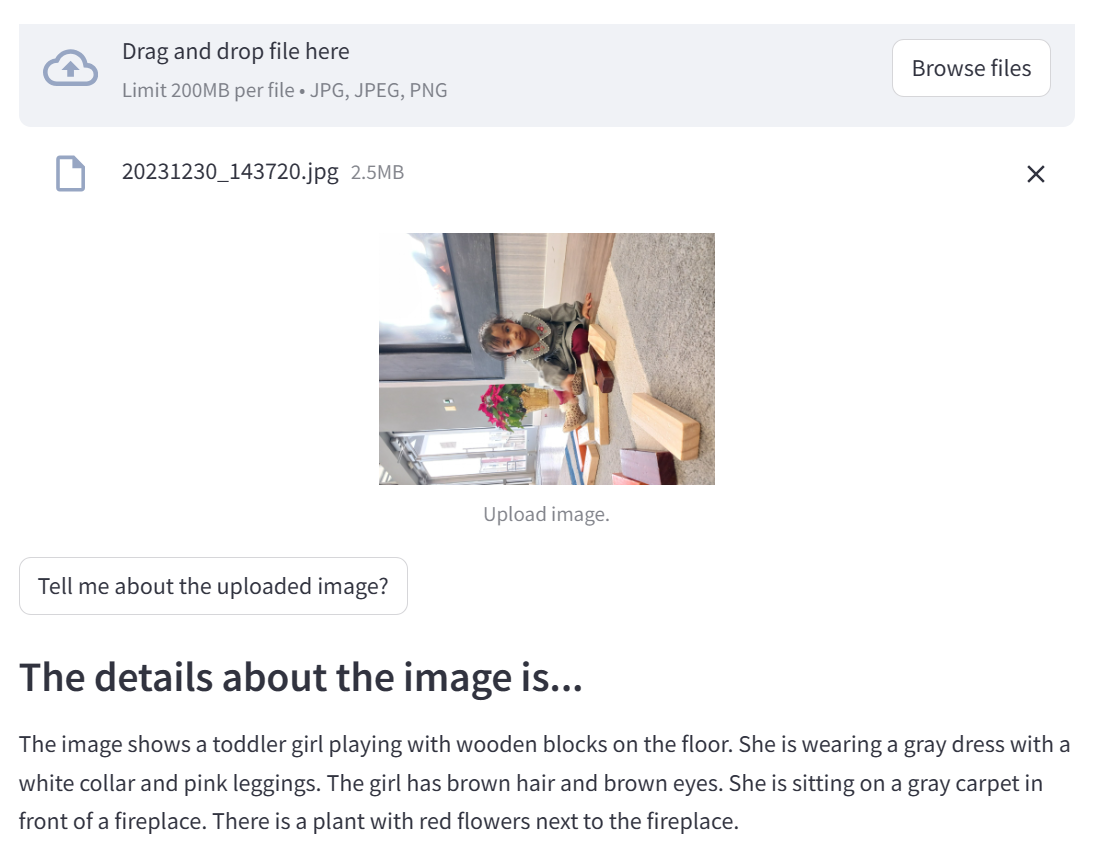 Drag and drop file here
Limit 200MB per file • JPG, JPEG, PNG
Browse files
20231230_143720.jpg 2.5MB
Upload image.
Tell me about the uploaded image?
The details about the image is...
The image shows a toddler girl playing with wooden blocks on the floor. She is wearing a gray dress with a
white collar and pink leggings. The girl has brown hair and brown eyes. She is sitting on a gray carpet in
front of a fireplace. There is a plant with red flowers next to the fireplace.